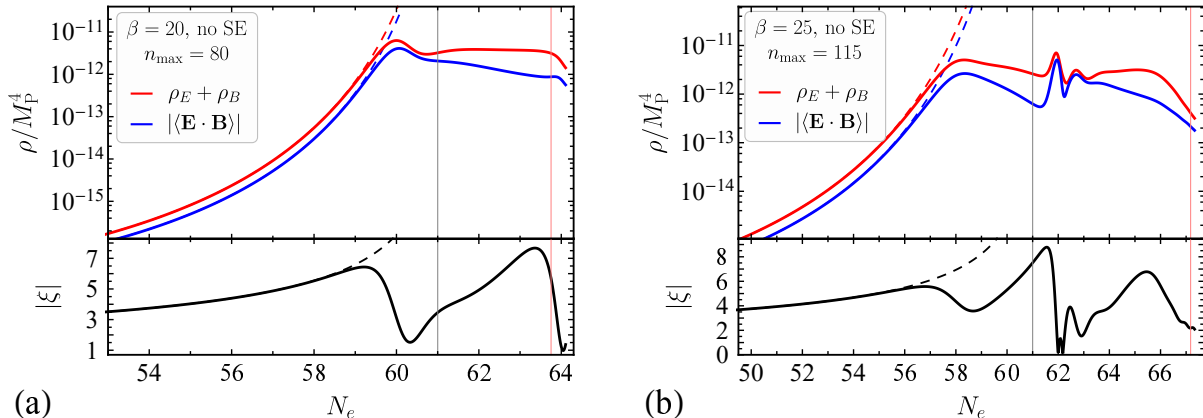 β = 20, no SE
n_max = 80
ρ_E + ρ_B
|⟨E · B⟩|
ρ/M_P^4
10^−11
10^−12
10^−13
10^−14
10^−15
|ξ|
7
5
3
1
54 56 58 60 62 64
(a)
N_e
β = 25, no SE
n_max = 115
ρ_E + ρ_B
|⟨E · B⟩|
ρ/M_P^4
10^−11
10^−12
10^−13
10^−14
|ξ|
8
6
4
2
0
50 52 54 56 58 60 62 64 66
(b)
N_e